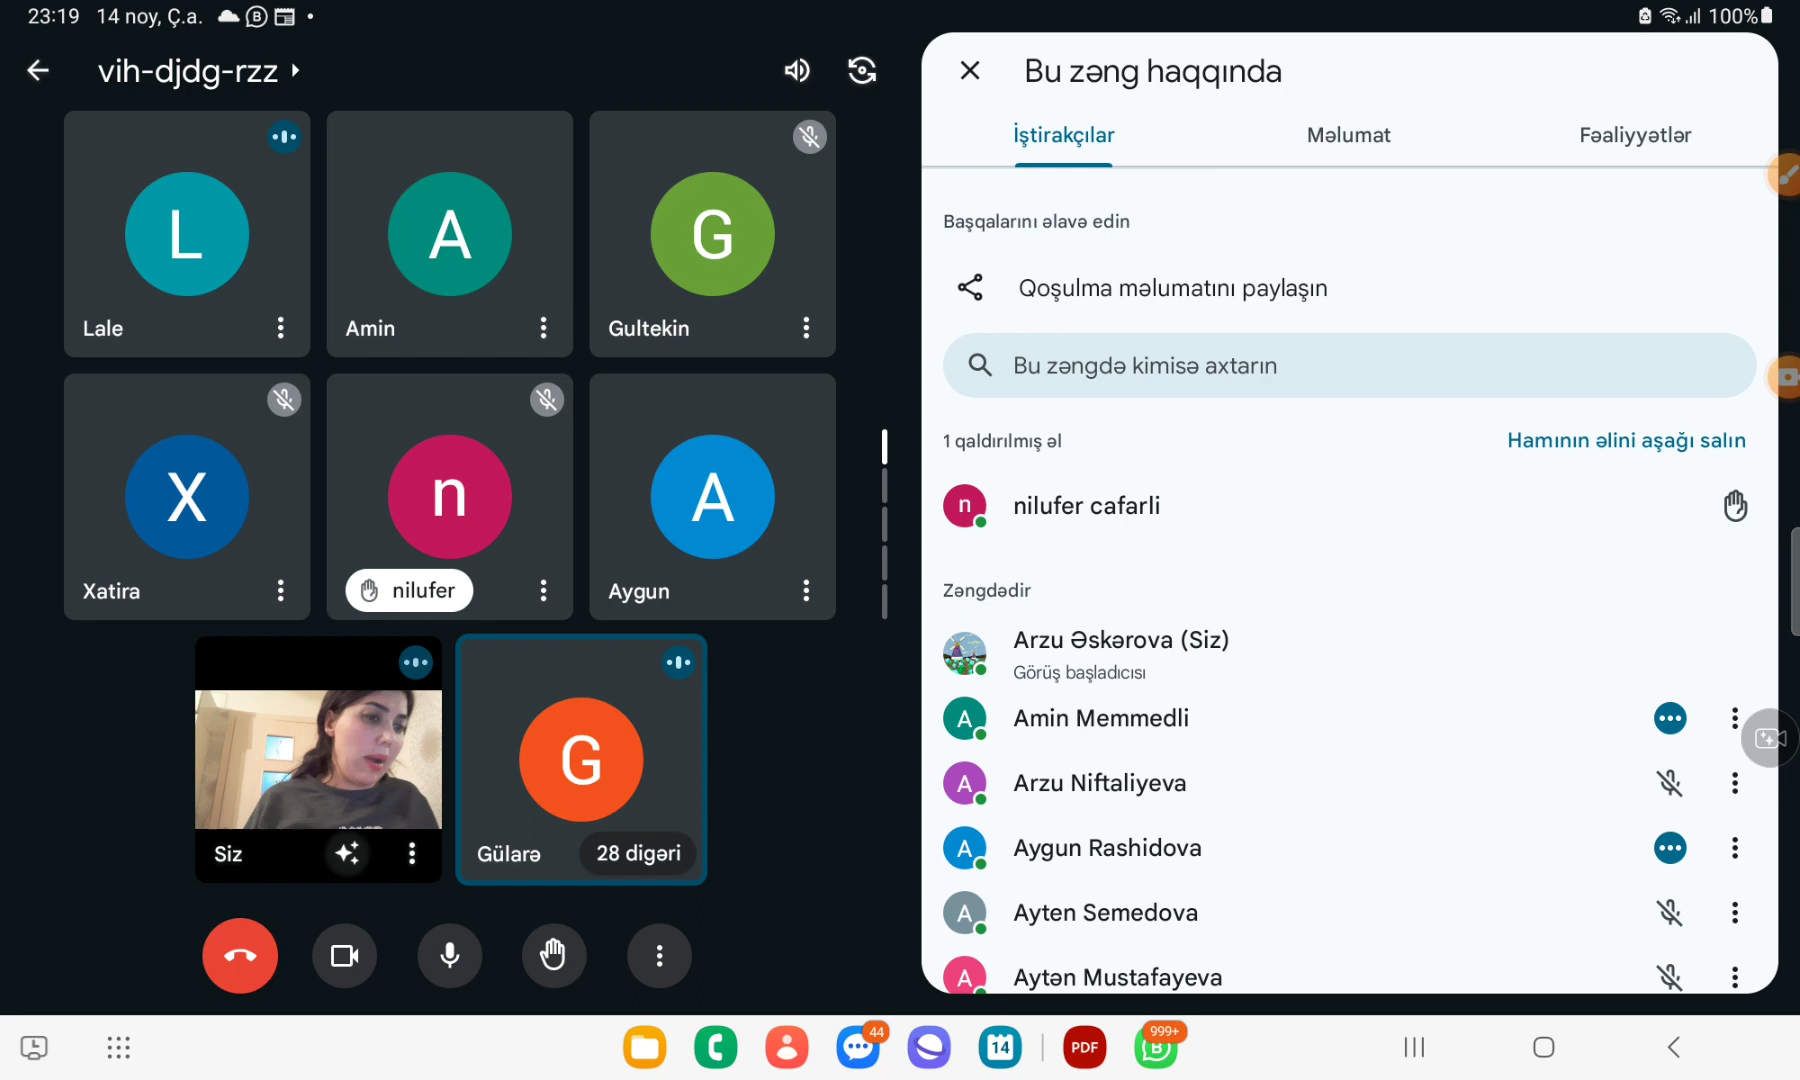 23:19 14 noy, Ç.a.
100%
vih-djdg-rzz
L
Lale
A
Amin
G
Gultekin
X
Xatira
n
nilufer
A
Aygun
Siz
G
Gülarə
28 digəri
Bu zəng haqqında
İştirakçılar
Məlumat
Fəaliyyətlər
Başqalarını əlavə edin
Qoşulma məlumatını paylaşın
Bu zəngdə kimisə axtarın
1 qaldırılmış əl
Hamının əlini aşağı salın
n
nilufer cafarli
Zəngdədir
Arzu Əskərova (Siz)
Görüş başladıcısı
A
Amin Memmedli
A
Arzu Niftaliyeva
A
Aygun Rashidova
A
Ayten Semedova
A
Aytən Mustafayeva
44
14
PDF
999+
B